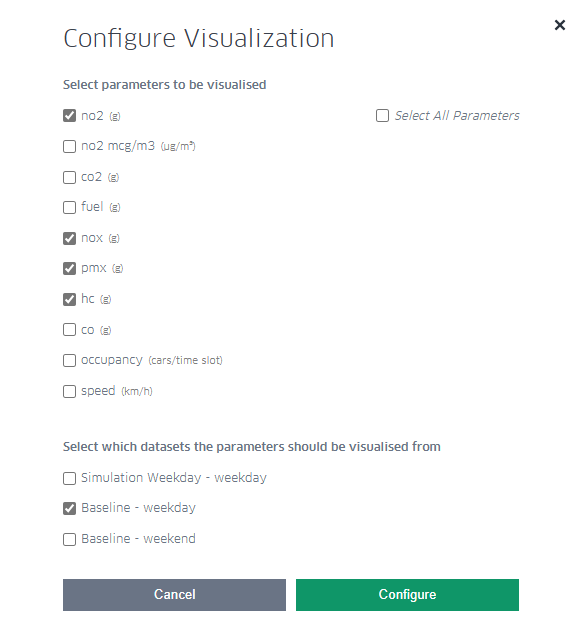 Configure Visualization
Select parameters to be visualised
no2 (g)
Select All Parameters
no2 mcg/m3 (µg/m³)
co2 (g)
fuel (g)
nox (g)
pmx (g)
hc (g)
co (g)
occupancy (cars/time slot)
speed (km/h)
Select which datasets the parameters should be visualised from
Simulation Weekday - weekday
Baseline - weekday
Baseline - weekend
Cancel
Configure